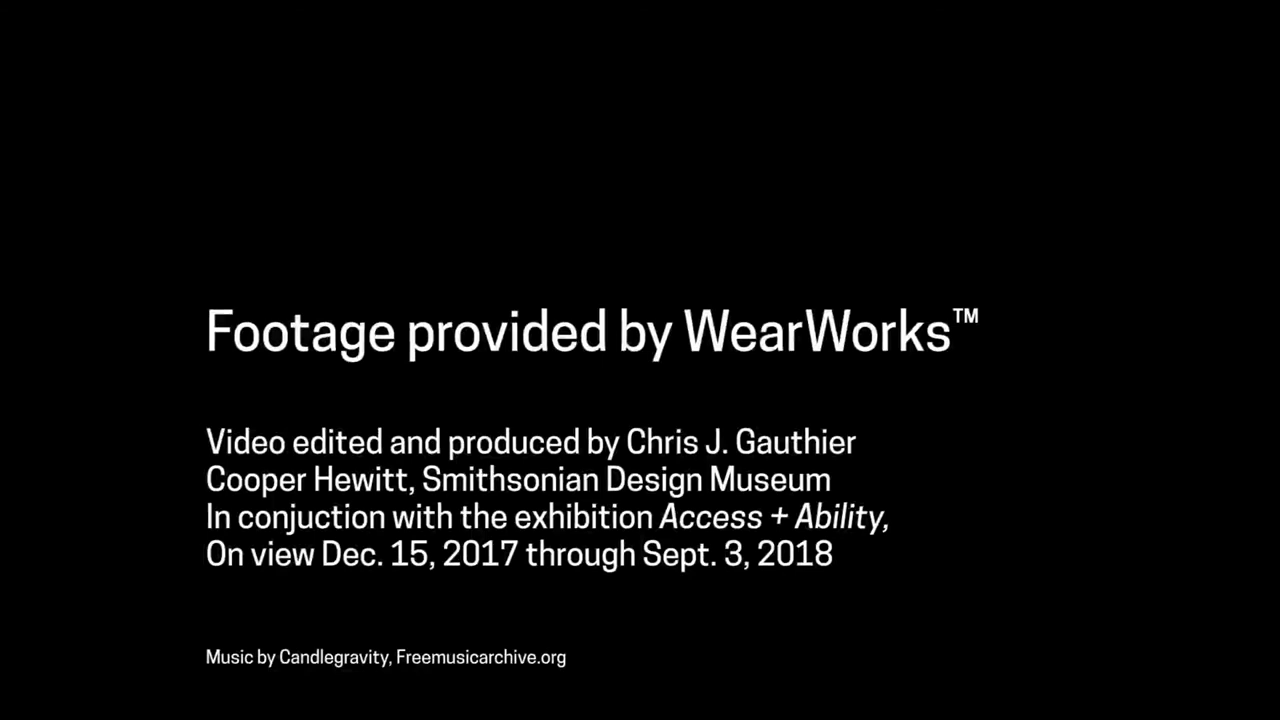 Footage provided by WearWorks™
Video edited and produced by Chris J. Gauthier
Cooper Hewitt, Smithsonian Design Museum
In conjuction with the exhibition Access + Ability,
On view Dec. 15, 2017 through Sept. 3, 2018
Music by Candlegravity, Freemusicarchive.org